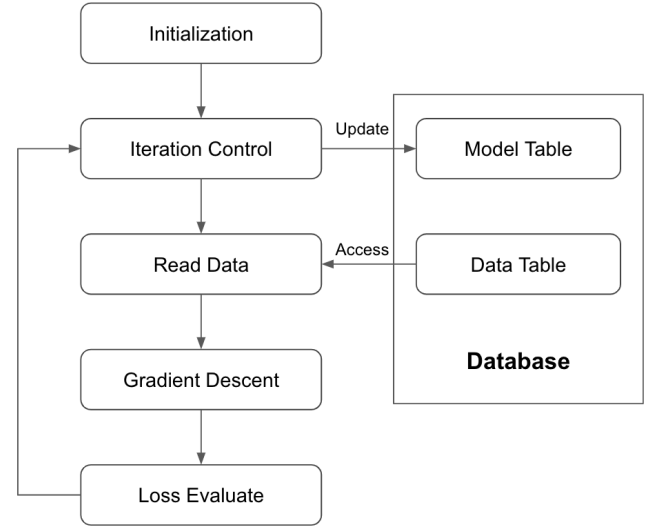 Initialization
Iteration Control
Update
Model Table
Read Data
Access
Data Table
Gradient Descent
Database
Loss Evaluate